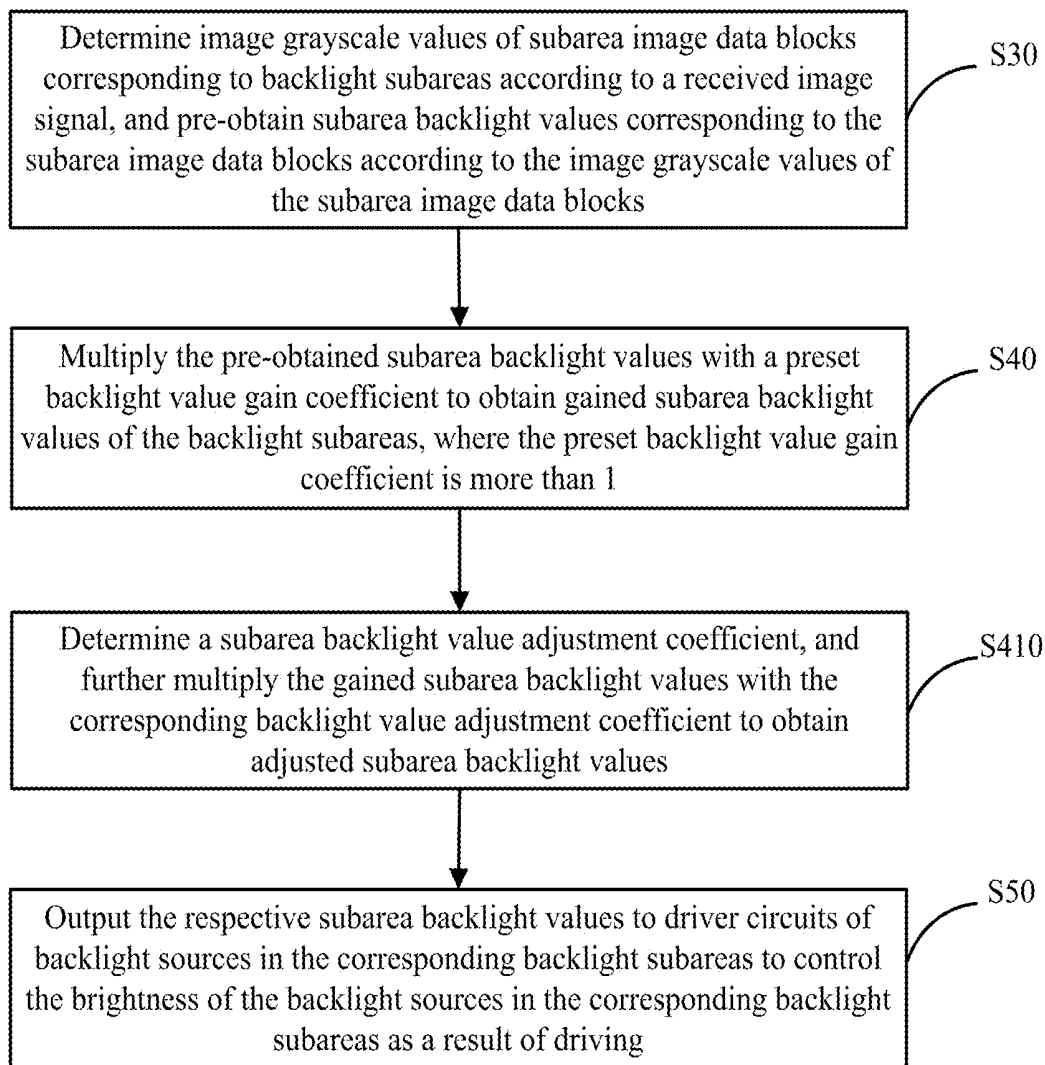 Determine image grayscale values of subarea image data blocks
corresponding to backlight subareas according to a received image
signal, and pre-obtain subarea backlight values corresponding to the
subarea image data blocks according to the image grayscale values of
the subarea image data blocks
S30
Multiply the pre-obtained subarea backlight values with a preset
backlight value gain coefficient to obtain gained subarea backlight
values of the backlight subareas, where the preset backlight value gain
coefficient is more than 1
S40
Determine a subarea backlight value adjustment coefficient, and
further multiply the gained subarea backlight values with the
corresponding backlight value adjustment coefficient to obtain
adjusted subarea backlight values
S410
Output the respective subarea backlight values to driver circuits of
backlight sources in the corresponding backlight subareas to control
the brightness of the backlight sources in the corresponding backlight
subareas as a result of driving
S50